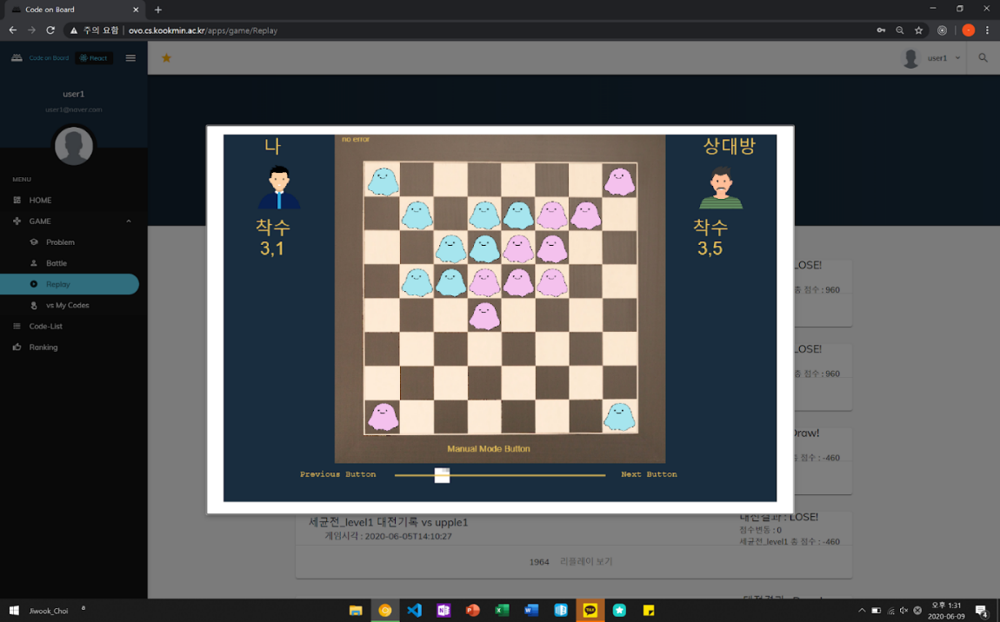 Code on Board
주의 요함 | ovo.cs.kookmin.ac.kr/apps/game/Replay
Code on Board
React
user1
user1
user1@naver.com
MENU
HOME
GAME
Problem
Battle
Replay
vs My Codes
Code-List
Ranking
나
no error
상대방
착수
3,1
착수
3,5
Manual Mode Button
Previous Button
Next Button
LOSE!
총 점수 : 960
LOSE!
총 점수 : 960
Draw!
총 점수 : -460
세균전_level1 대전기록 vs upple1
게임시각 : 2020-06-05T14:10:27
대전결과 : LOSE!
점수변동 : 0
세균전_level1 총 점수 : -460
1964 리플레이 보기
Jiwook_Choi
오후 1:31
2020-06-09
4